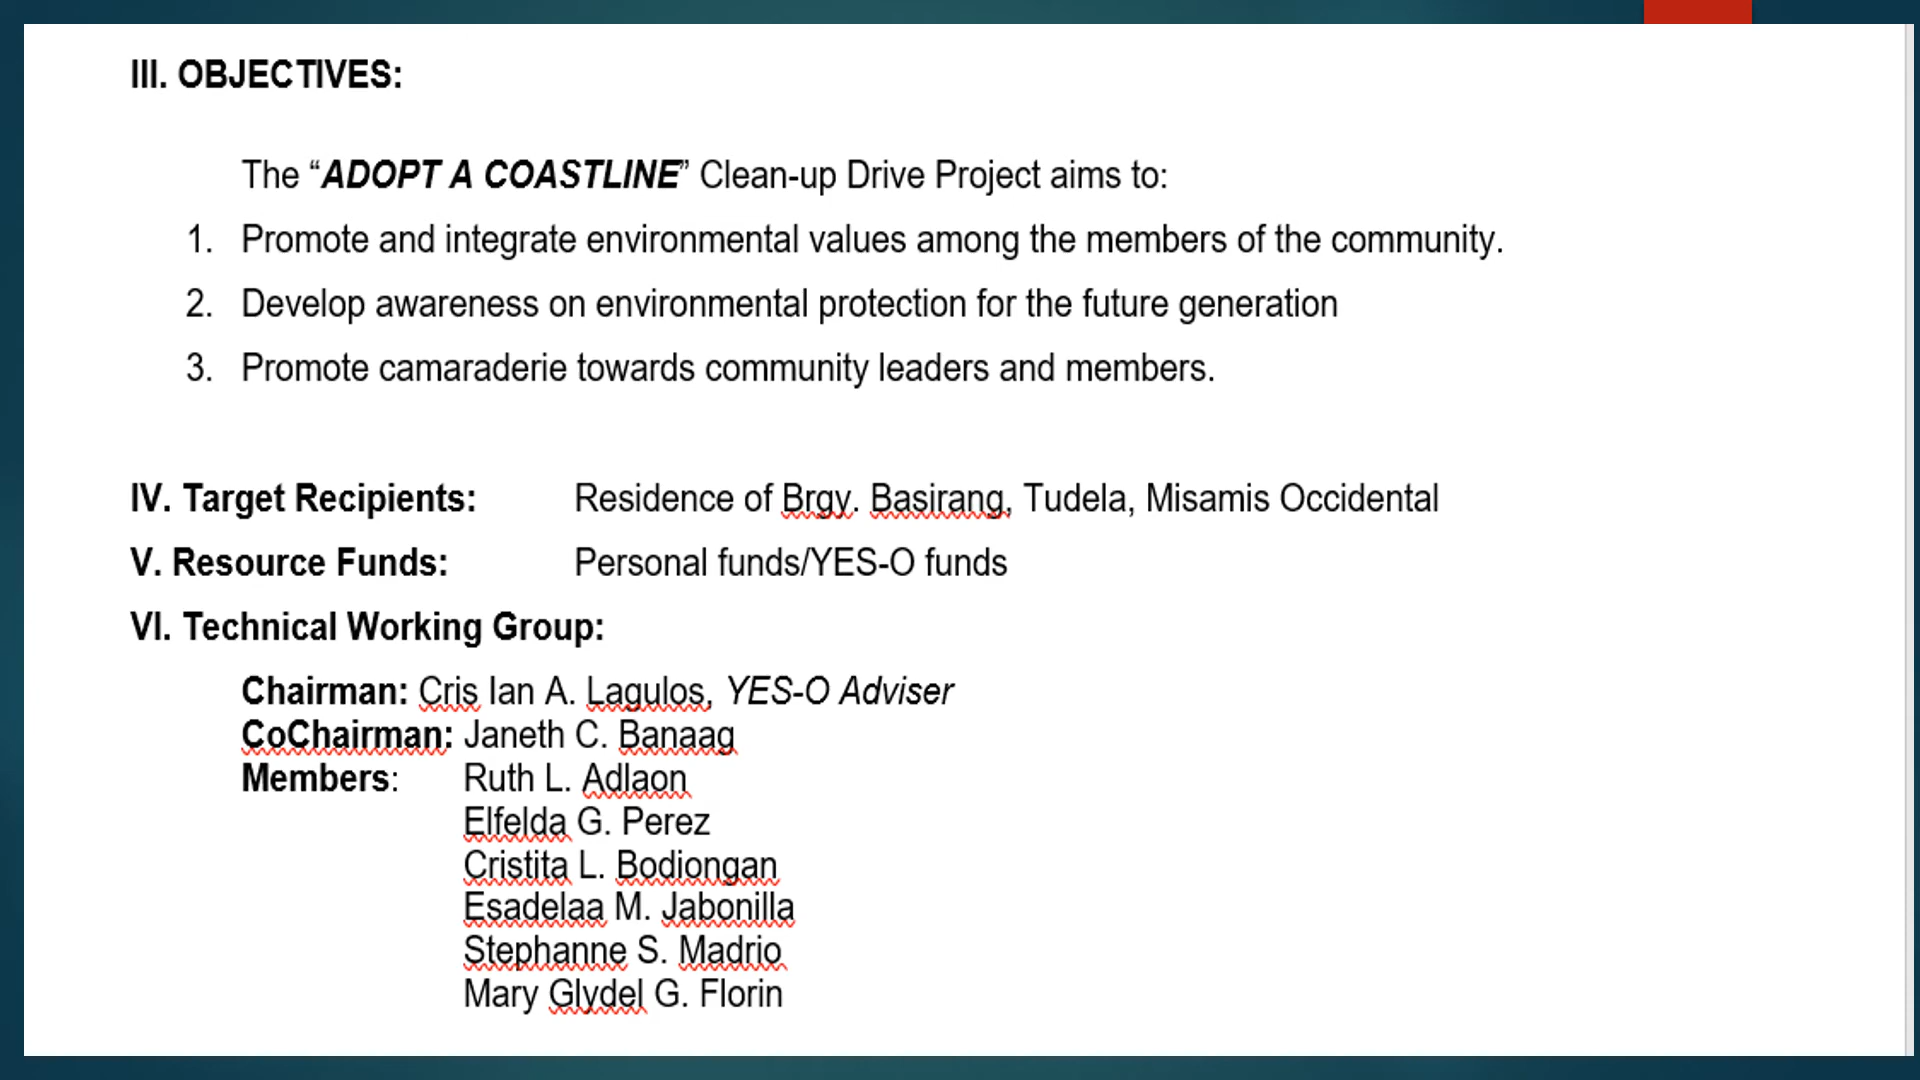 III. OBJECTIVES:
The “ADOPT A COASTLINE” Clean-up Drive Project aims to:
1. Promote and integrate environmental values among the members of the community.
2. Develop awareness on environmental protection for the future generation
3. Promote camaraderie towards community leaders and members.
IV. Target Recipients: Residence of Brgy. Basirang, Tudela, Misamis Occidental
V. Resource Funds: Personal funds/YES-O funds
VI. Technical Working Group:
Chairman: Cris Ian A. Lagulos, YES-O Adviser
CoChairman: Janeth C. Banaag
Members: Ruth L. Adlaon
Elfelda G. Perez
Cristita L. Bodiongan
Esadelaa M. Jabonilla
Stephanne S. Madrio
Mary Glydel G. Florin